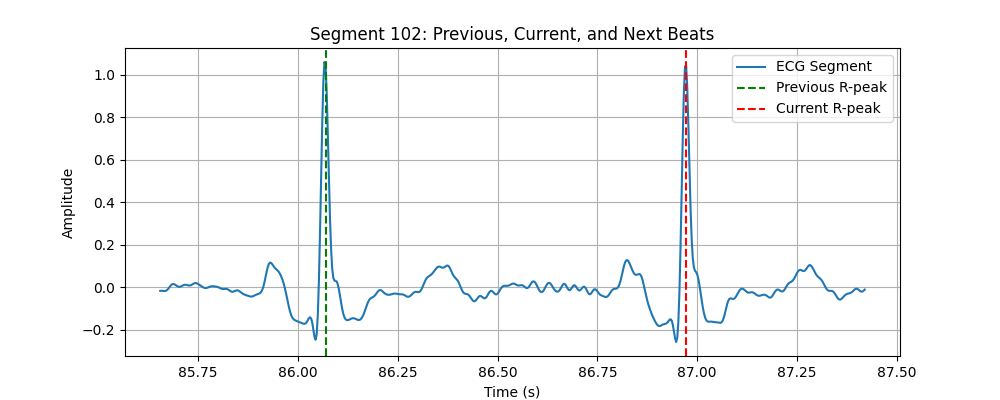 Segment 102: Previous, Current, and Next Beats
ECG Segment
Previous R-peak
Current R-peak
1.0
0.8
0.6
0.4
0.2
0.0
−0.2
Amplitude
85.75 86.00 86.25 86.50 86.75 87.00 87.25 87.50
Time (s)